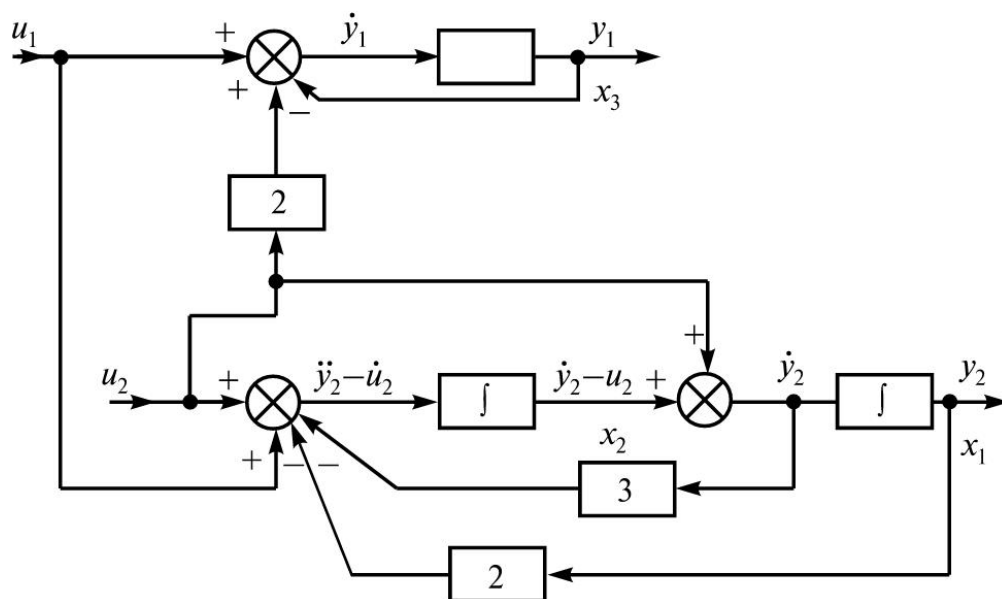 u₁ + ẏ₁ y₁
+ − x₃
2
+
u₂ + ÿ₂−u̇₂ ∫ ẏ₂−u₂ + ẏ₂ ∫ y₂
+ − − x₂ x₁
3
2